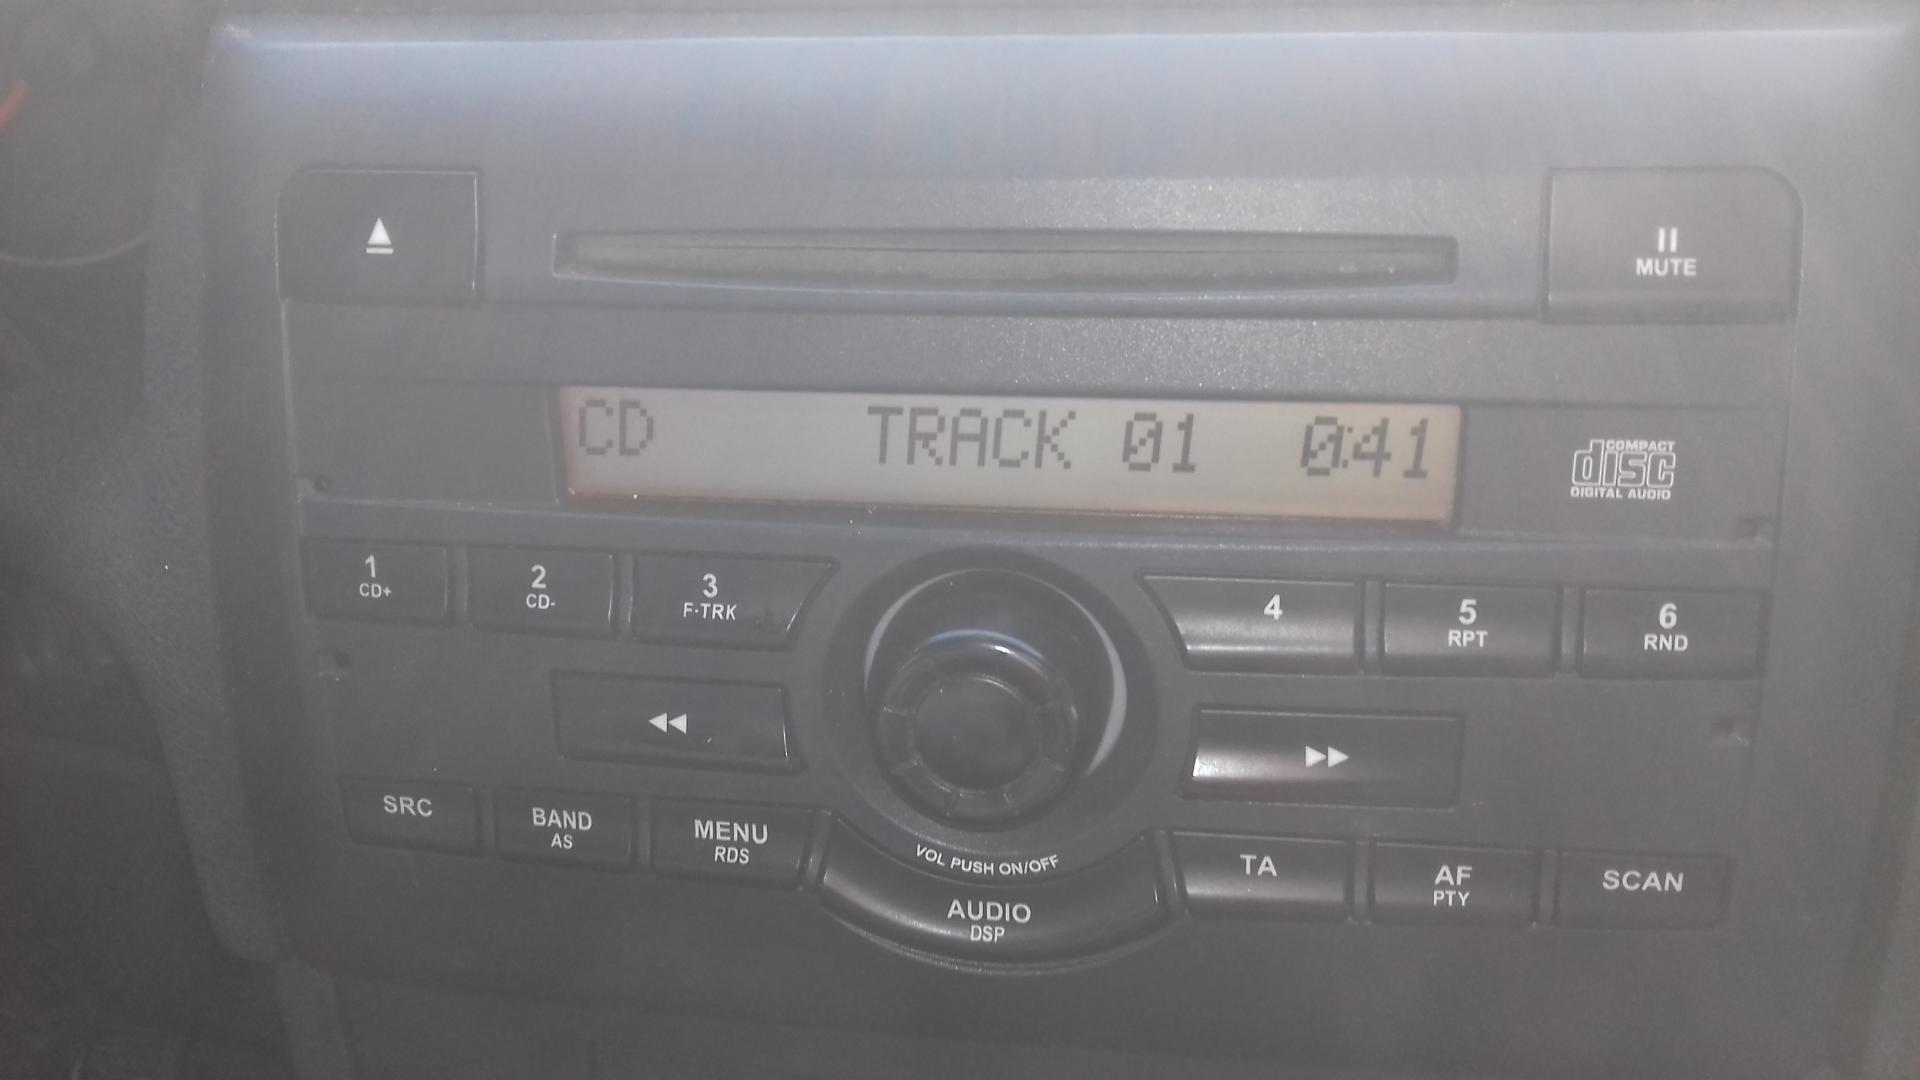 MUTE
CD TRACK 01 0:41
COMPACT
disc
DIGITAL AUDIO
1
CD+
2
CD-
3
F-TRK
4
5
RPT
6
RND
SRC
BAND
AS
MENU
RDS
VOL PUSH ON/OFF
AUDIO
DSP
TA
AF
PTY
SCAN